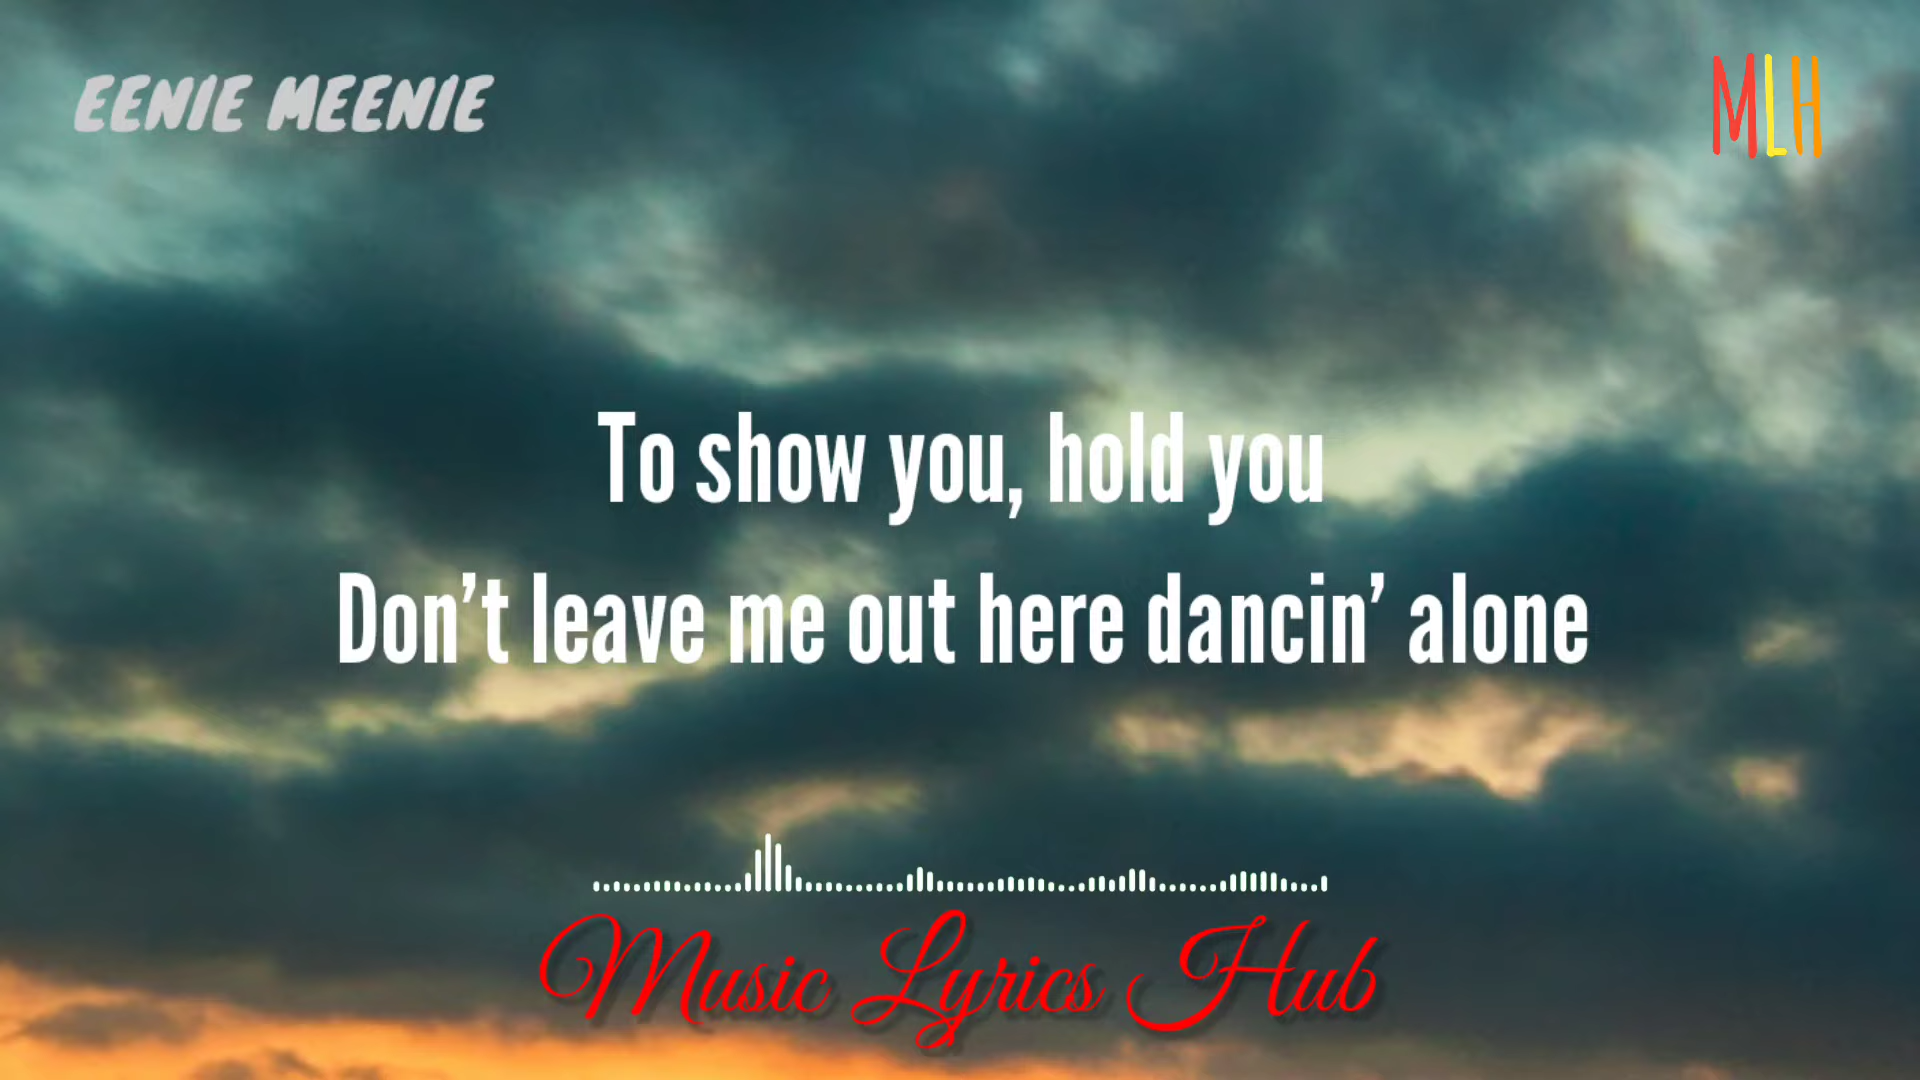 EENIE MEENIE
MLH
To show you, hold you
Don’t leave me out here dancin’ alone
Music Lyrics Hub